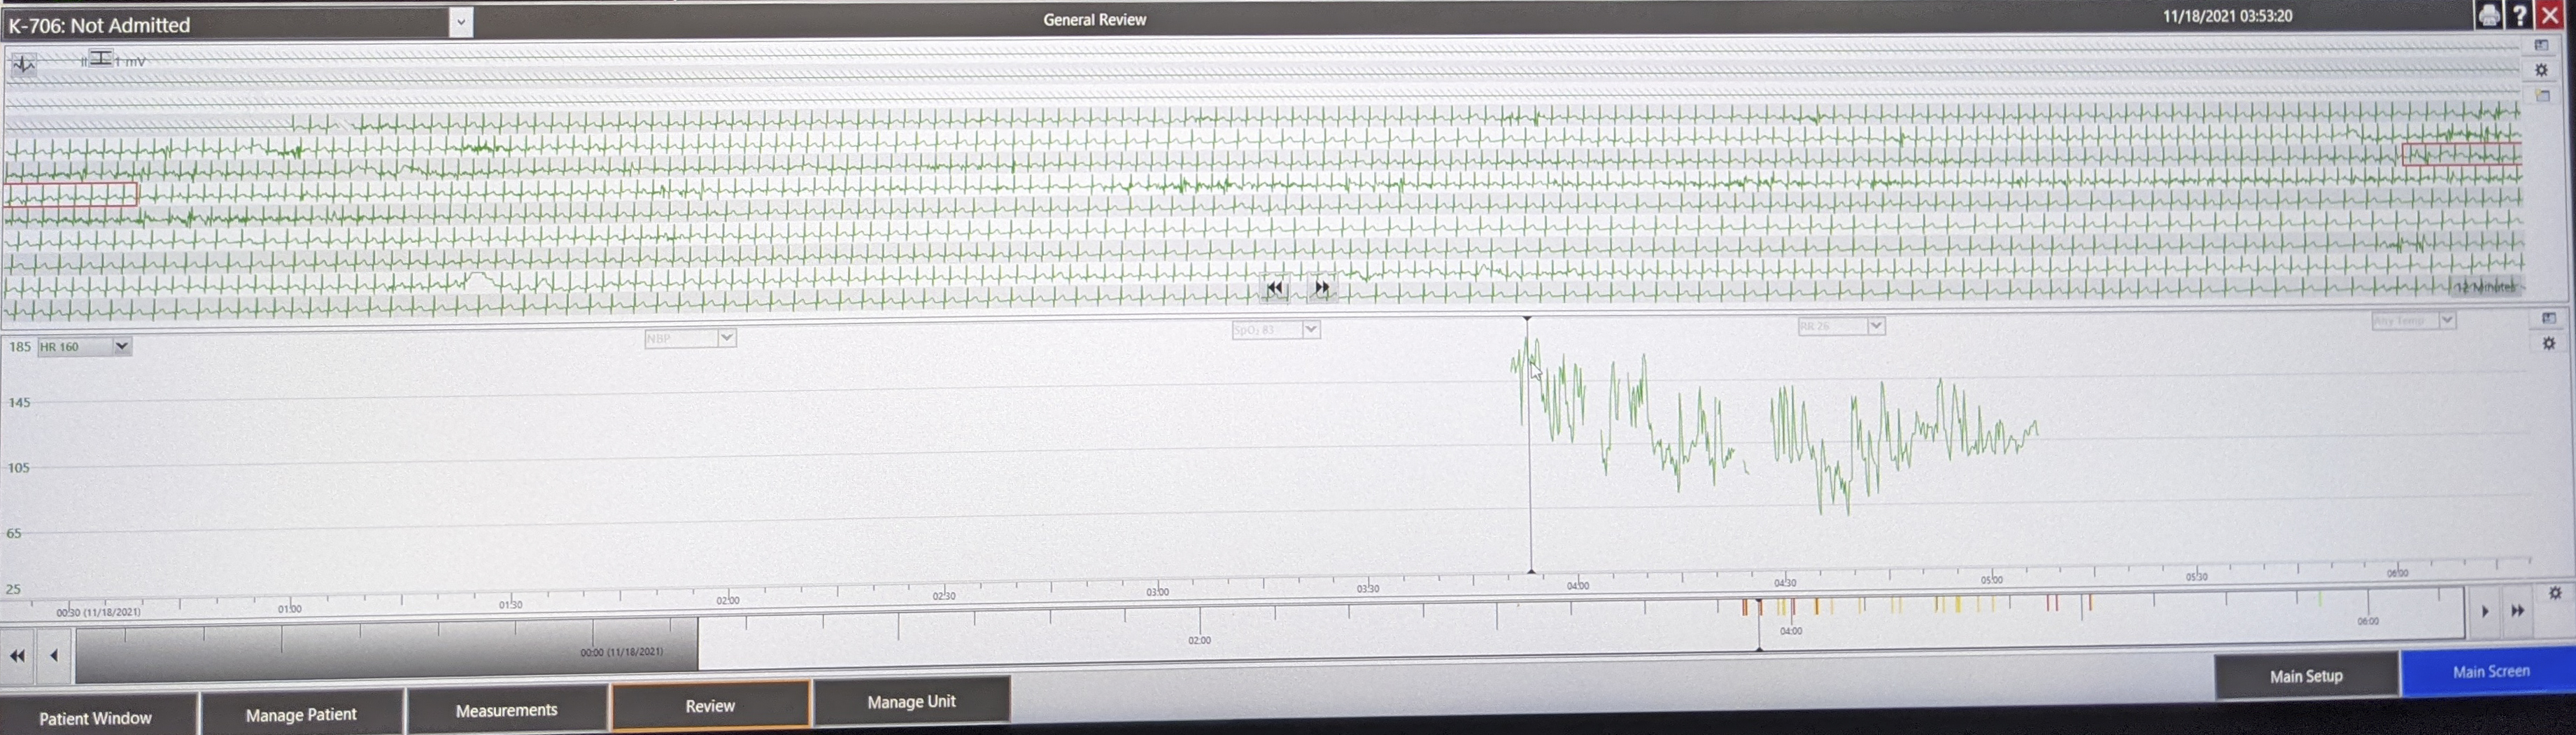 K-706: Not Admitted
General Review
11/18/2021 03:53:20
?
II 1 mV
12 Minutes
185 HR 160
NBP
SpO₂ 83
RR 26
Any Temp
145
105
65
25
00:30 (11/18/2021) 01:00 01:30 02:00 02:30 03:00 03:30 04:00 04:30 05:00 05:30 06:00
00:00 (11/18/2021) 02:00 04:00 06:00
Main Setup
Main Screen
Patient Window
Manage Patient
Measurements
Review
Manage Unit